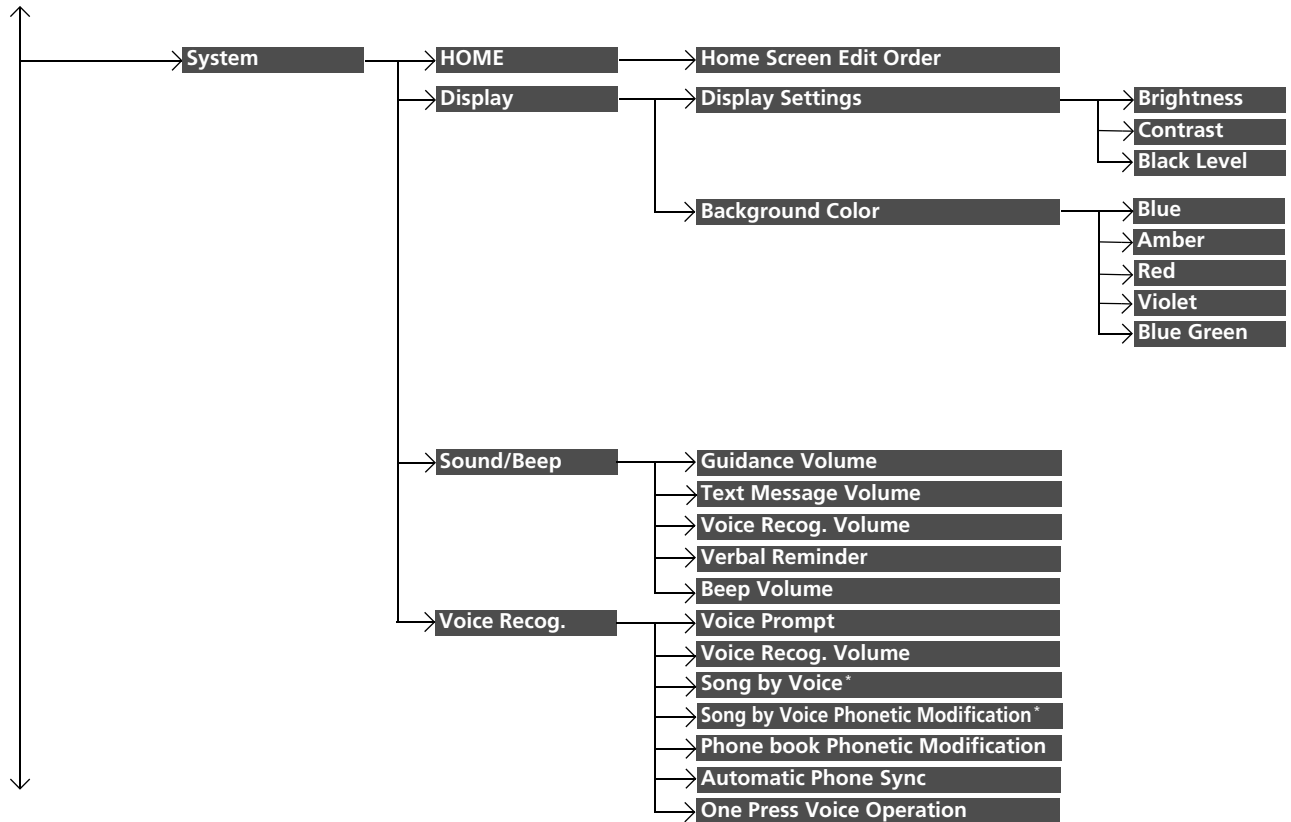 System
HOME
Home Screen Edit Order
Display
Display Settings
Brightness
Contrast
Black Level
Background Color
Blue
Amber
Red
Violet
Blue Green
Sound/Beep
Guidance Volume
Text Message Volume
Voice Recog. Volume
Verbal Reminder
Beep Volume
Voice Recog.
Voice Prompt
Voice Recog. Volume
Song by Voice*
Song by Voice Phonetic Modification*
Phone book Phonetic Modification
Automatic Phone Sync
One Press Voice Operation